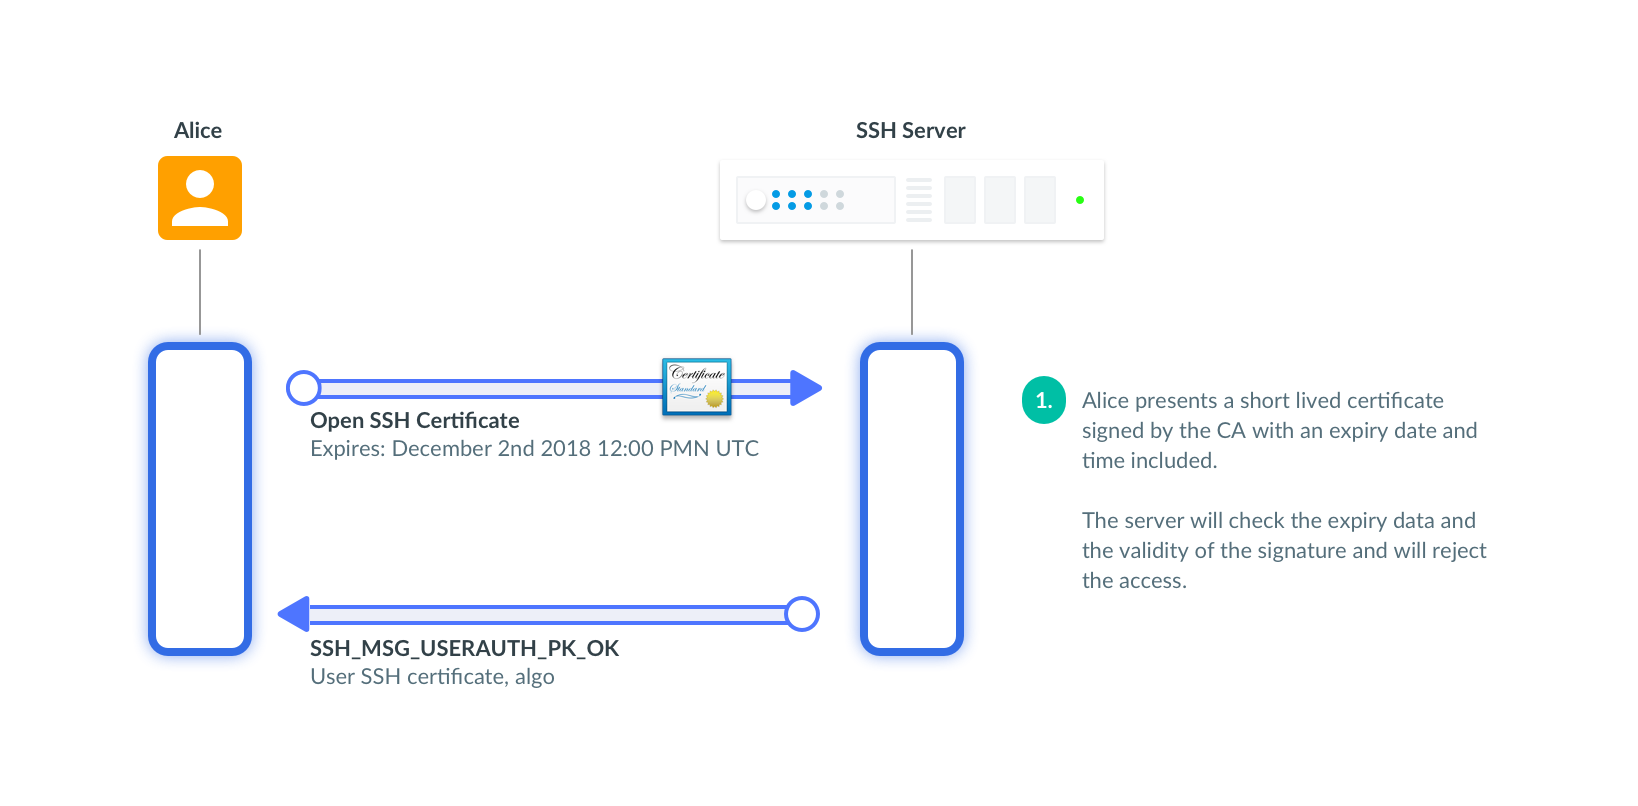 Alice
SSH Server
Certificate
Standard
Open SSH Certificate
Expires: December 2nd 2018 12:00 PMN UTC
1.
Alice presents a short lived certificate
signed by the CA with an expiry date and
time included.
The server will check the expiry data and
the validity of the signature and will reject
the access.
SSH_MSG_USERAUTH_PK_OK
User SSH certificate, algo